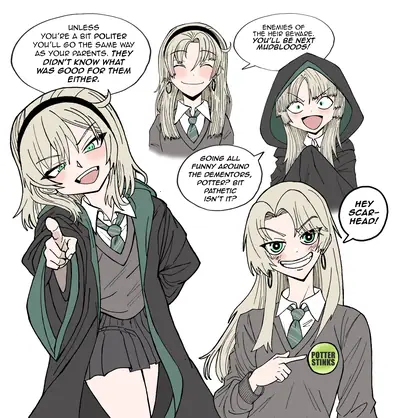 UNLESS
YOU'RE A BIT POLITER
YOU'LL GO THE SAME WAY
AS YOUR PARENTS. THEY
DIDN'T KNOW WHAT
WAS GOOD FOR THEM
EITHER.
ENEMIES OF
THE HEIR BEWARE.
YOU'LL BE NEXT
MUDBLOODS!
GOING ALL
FUNNY AROUND
THE DEMENTORS,
POTTER? BIT
PATHETIC
ISN'T IT?
HEY
SCAR-
HEAD!
POTTER
STINKS